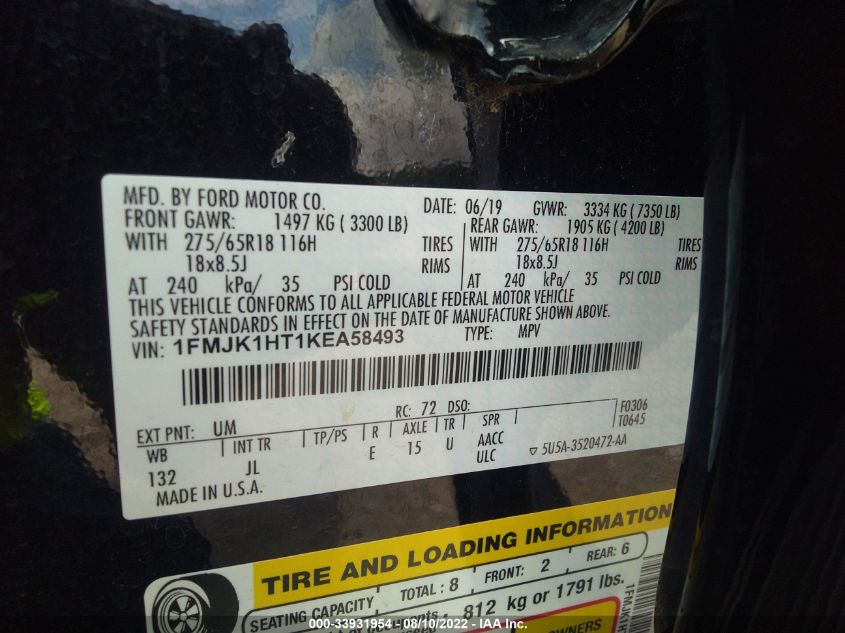 MFD. BY FORD MOTOR CO. DATE: 06/19 GVWR: 3334 KG ( 7350 LB)
FRONT GAWR: 1497 KG ( 3300 LB) REAR GAWR: 1905 KG ( 4200 LB)
WITH 275/65R18 116H TIRES WITH 275/65R18 116H TIRES
18x8.5J RIMS 18x8.5J RIMS
AT 240 kPa/ 35 PSI COLD AT 240 kPa/ 35 PSI COLD
THIS VEHICLE CONFORMS TO ALL APPLICABLE FEDERAL MOTOR VEHICLE
SAFETY STANDARDS IN EFFECT ON THE DATE OF MANUFACTURE SHOWN ABOVE.
VIN: 1FMJK1HT1KEA58493 TYPE: MPV
EXT PNT: UM RC: 72 DSO: F0306
WB INT TR TP/PS R AXLE TR SPR T0645
132 JL E 15 U AACC
ULC 5U5A-3520472-AA
MADE IN U.S.A.
TIRE AND LOADING INFORMATION
SEATING CAPACITY TOTAL: 8 FRONT: 2 REAR: 6
812 kg or 1791 lbs.
OWNERS
000-33931954 - 08/10/2022 - IAA Inc.